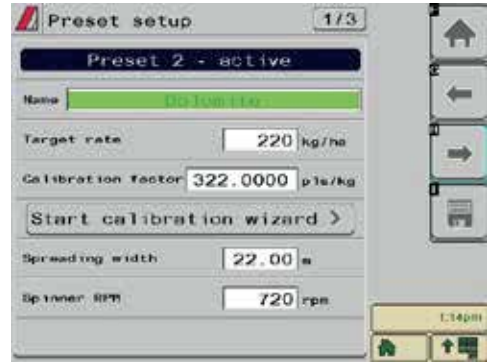 Preset setup 1/3
Preset 2 - active
Name Dolomite
Target rate 220 kg/ha
Calibration factor 322.0000 pls/kg
Start calibration wizard >
Spreading width 22.00 m
Spinner RPM 720 rpm
1:14pm